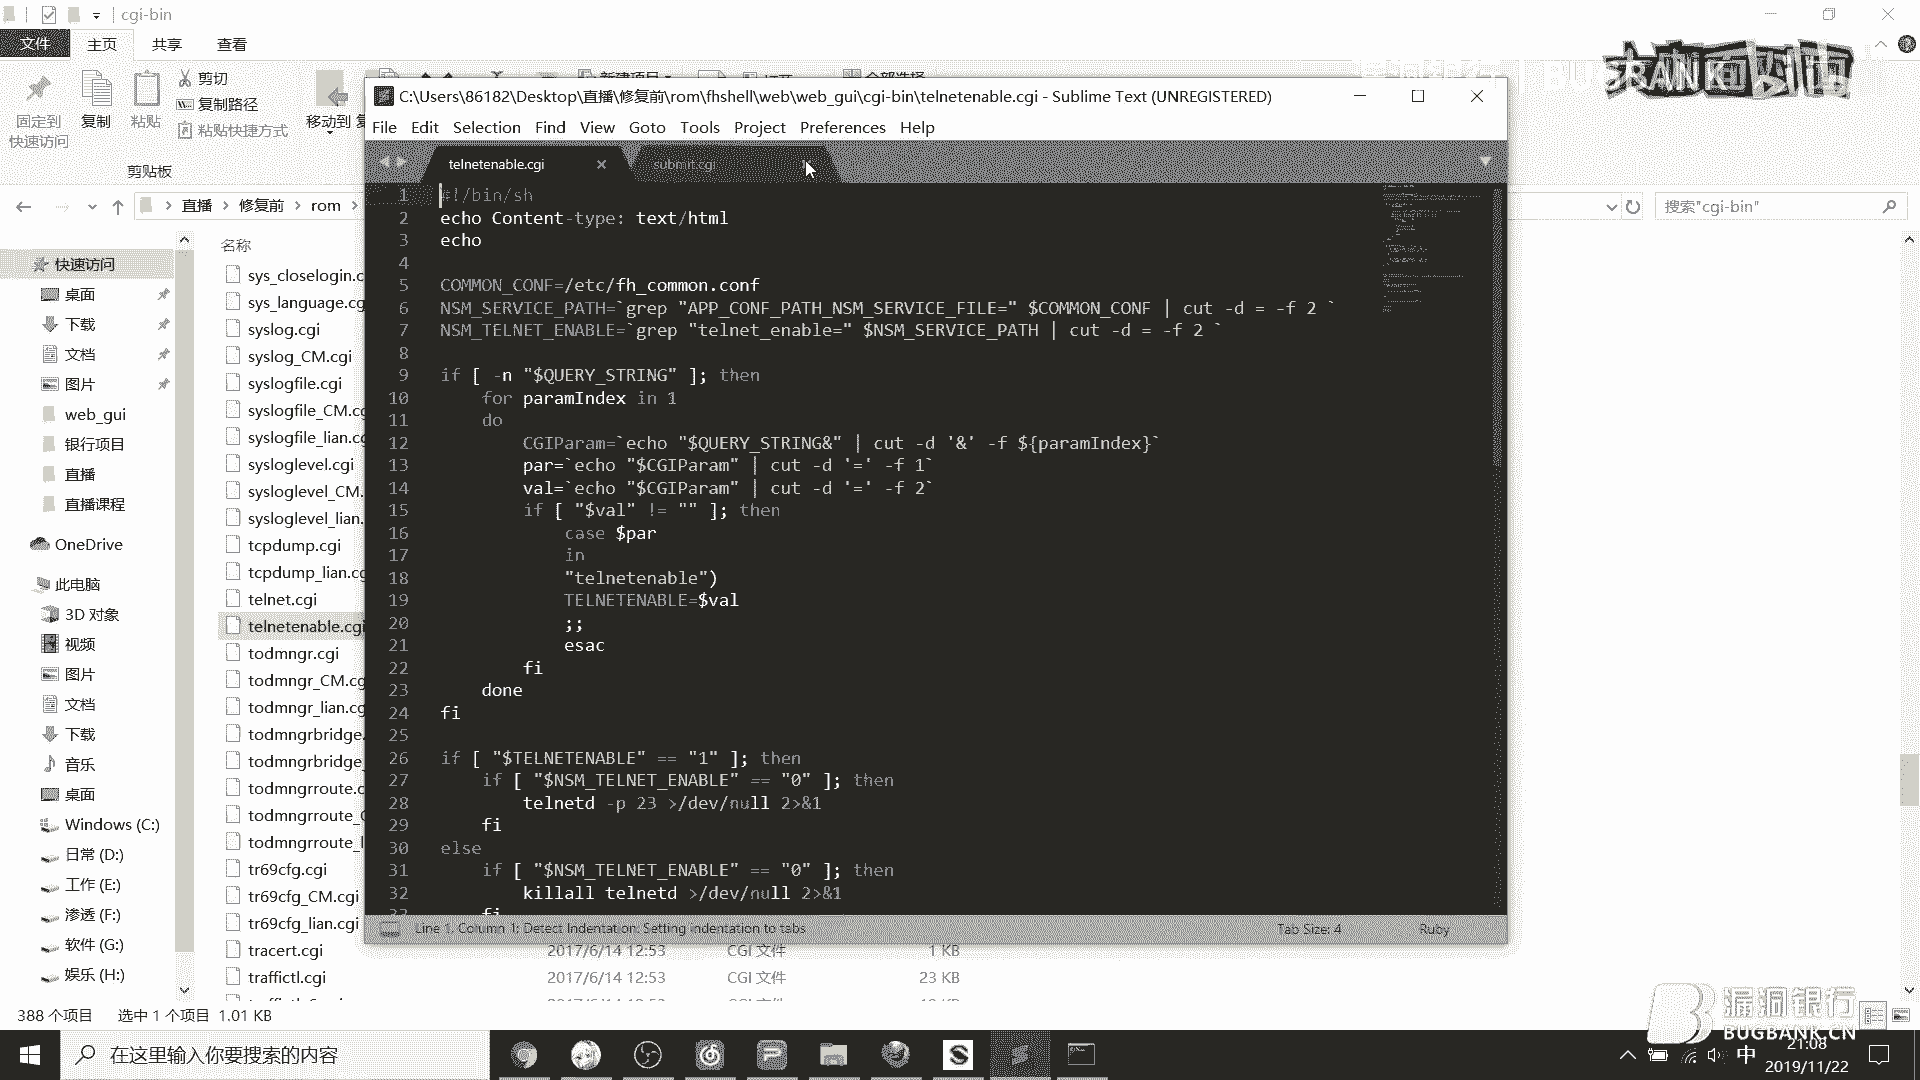 cgi-bin
文件 主页 共享 查看
固定到
快速访问
复制
粘贴
剪切
复制路径
粘贴快捷方式
移动到
剪贴板
新建项目
全部选择
大咖面对面
BUGBANK
直播 修复前 rom
搜索"cgi-bin"
快速访问
桌面
下载
文档
图片
web_gui
银行项目
直播
直播课程
OneDrive
此电脑
3D 对象
视频
图片
文档
下载
音乐
桌面
Windows (C:)
日常 (D:)
工作 (E:)
渗透 (F:)
软件 (G:)
娱乐 (H:)
名称
sys_closelogin.c
sys_language.cg
syslog.cgi
syslog_CM.cgi
syslogfile.cgi
syslogfile_CM.cg
syslogfile_lian.c
sysloglevel.cgi
sysloglevel_CM.
sysloglevel_lian.
tcpdump.cgi
tcpdump_lian.cg
telnet.cgi
telnetenable.cgi
todmngr.cgi
todmngr_CM.cg
todmngr_lian.cg
todmngrbridge.
todmngrbridge_
todmngrroute.c
todmngrroute_C
todmngrroute_l
tr69cfg.cgi
tr69cfg_CM.cgi
tr69cfg_lian.cgi
tracert.cgi 2017/6/14 12:53 CGI 文件 1 KB
traffictl.cgi 2017/6/14 12:53 CGI 文件 23 KB
C:\Users\86182\Desktop\直播\修复前\rom\fhshell\web\web_gui\cgi-bin\telnetenable.cgi - Sublime Text (UNREGISTERED)
File Edit Selection Find View Goto Tools Project Preferences Help
telnetenable.cgi submit.cgi
1 #!/bin/sh
2 echo Content-type: text/html
3 echo
4
5 COMMON_CONF=/etc/fh_common.conf
6 NSM_SERVICE_PATH=`grep "APP_CONF_PATH_NSM_SERVICE_FILE=" $COMMON_CONF | cut -d = -f 2 `
7 NSM_TELNET_ENABLE=`grep "telnet_enable=" $NSM_SERVICE_PATH | cut -d = -f 2 `
8
9 if [ -n "$QUERY_STRING" ]; then
10 for paramIndex in 1
11 do
12 CGIParam=`echo "$QUERY_STRING&" | cut -d '&' -f ${paramIndex}`
13 par=`echo "$CGIParam" | cut -d '=' -f 1`
14 val=`echo "$CGIParam" | cut -d '=' -f 2`
15 if [ "$val" != "" ]; then
16 case $par
17 in
18 "telnetenable")
19 TELNETENABLE=$val
20 ;;
21 esac
22 fi
23 done
24 fi
25
26 if [ "$TELNETENABLE" == "1" ]; then
27 if [ "$NSM_TELNET_ENABLE" == "0" ]; then
28 telnetd -p 23 >/dev/null 2>&1
29 fi
30 else
31 if [ "$NSM_TELNET_ENABLE" == "0" ]; then
32 killall telnetd >/dev/null 2>&1
33 fi
Line 1, Column 1; Detect Indentation: Setting indentation to tabs Tab Size: 4 Ruby
388 个项目 选中 1 个项目 1.01 KB
漏洞银行
BUGBANK.CN
在这里输入你要搜索的内容
中
21:08
2019/11/22